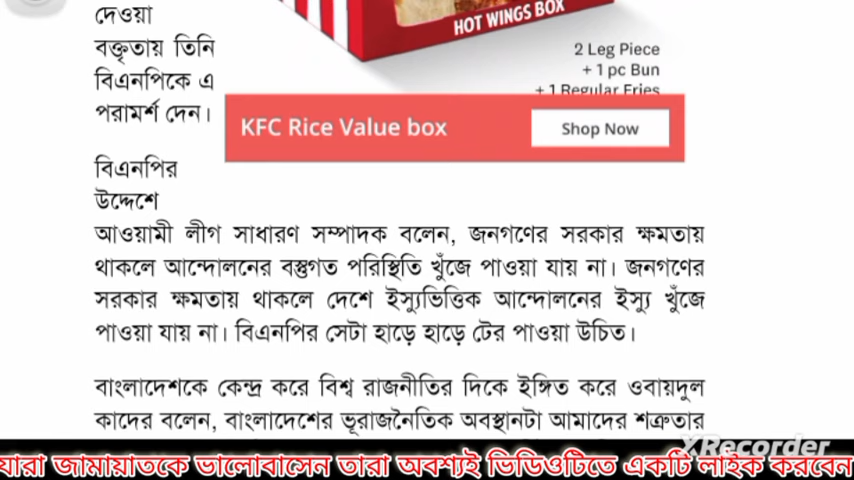 দেওয়া
বক্তৃতায় তিনি
বিএনপিকে এ
পরামর্শ দেন।
HOT WINGS BOX
2 Leg Piece
+ 1 pc Bun
+ 1 Regular Fries
KFC Rice Value box
Shop Now
বিএনপির
উদ্দেশে
আওয়ামী লীগ সাধারণ সম্পাদক বলেন, জনগণের সরকার ক্ষমতায়
থাকলে আন্দোলনের বস্তুগত পরিস্থিতি খুঁজে পাওয়া যায় না। জনগণের
সরকার ক্ষমতায় থাকলে দেশে ইস্যুভিত্তিক আন্দোলনের ইস্যু খুঁজে
পাওয়া যায় না। বিএনপির সেটা হাড়ে হাড়ে টের পাওয়া উচিত।
বাংলাদেশকে কেন্দ্র করে বিশ্ব রাজনীতির দিকে ইঙ্গিত করে ওবায়দুল
কাদের বলেন, বাংলাদেশের ভূরাজনৈতিক অবস্থানটা আমাদের শত্রুতার
XRecorder
যারা জামায়াতকে ভালোবাসেন তারা অবশ্যই ভিডিওটিতে একটি লাইক করবেন